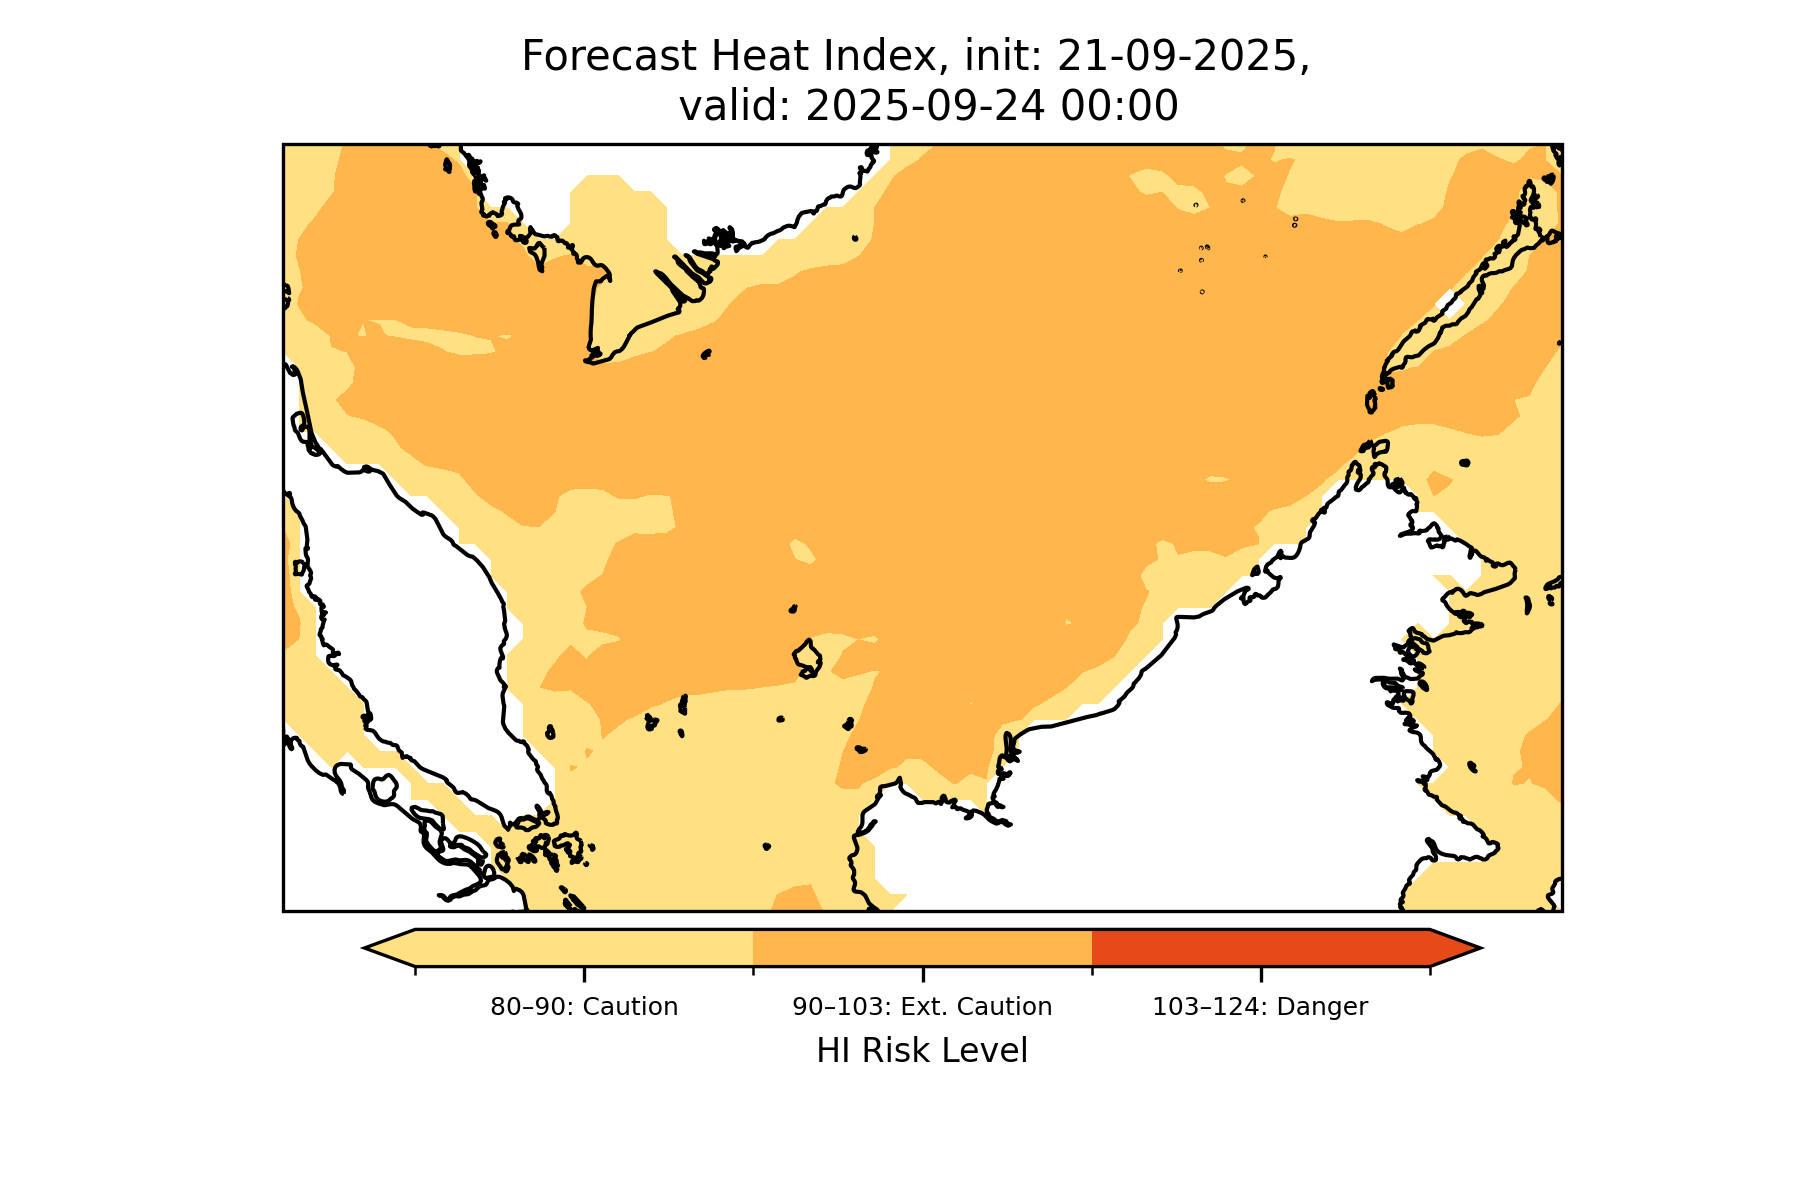 Forecast Heat Index, init: 21-09-2025,
valid: 2025-09-24 00:00
80–90: Caution
90–103: Ext. Caution
103–124: Danger
HI Risk Level